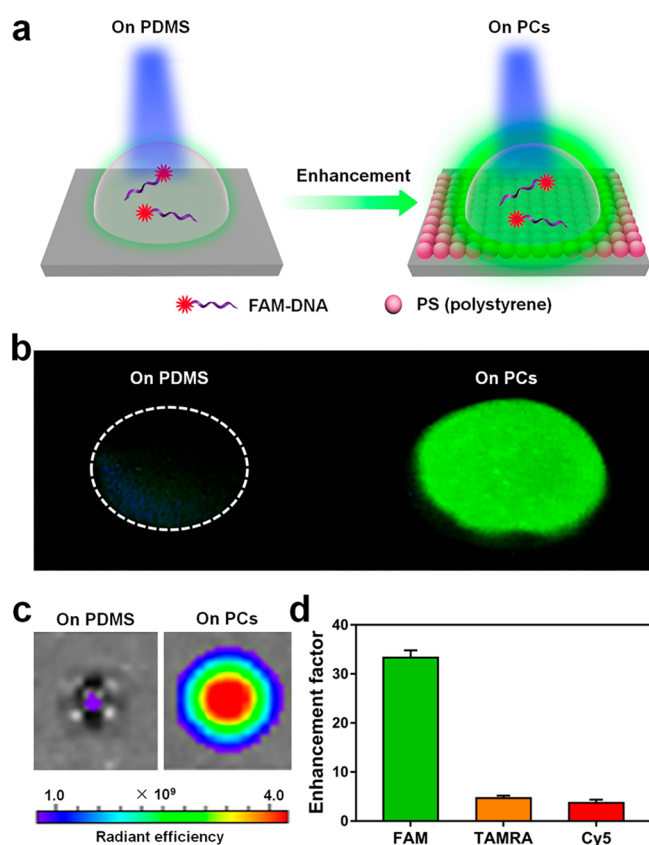 a
On PDMS
On PCs
Enhancement
FAM-DNA
PS (polystyrene)
b
On PDMS
On PCs
c
On PDMS
On PCs
1.0 × 10⁹ 4.0
Radiant efficiency
d
Enhancement factor
40
30
20
10
0
FAM TAMRA Cy5